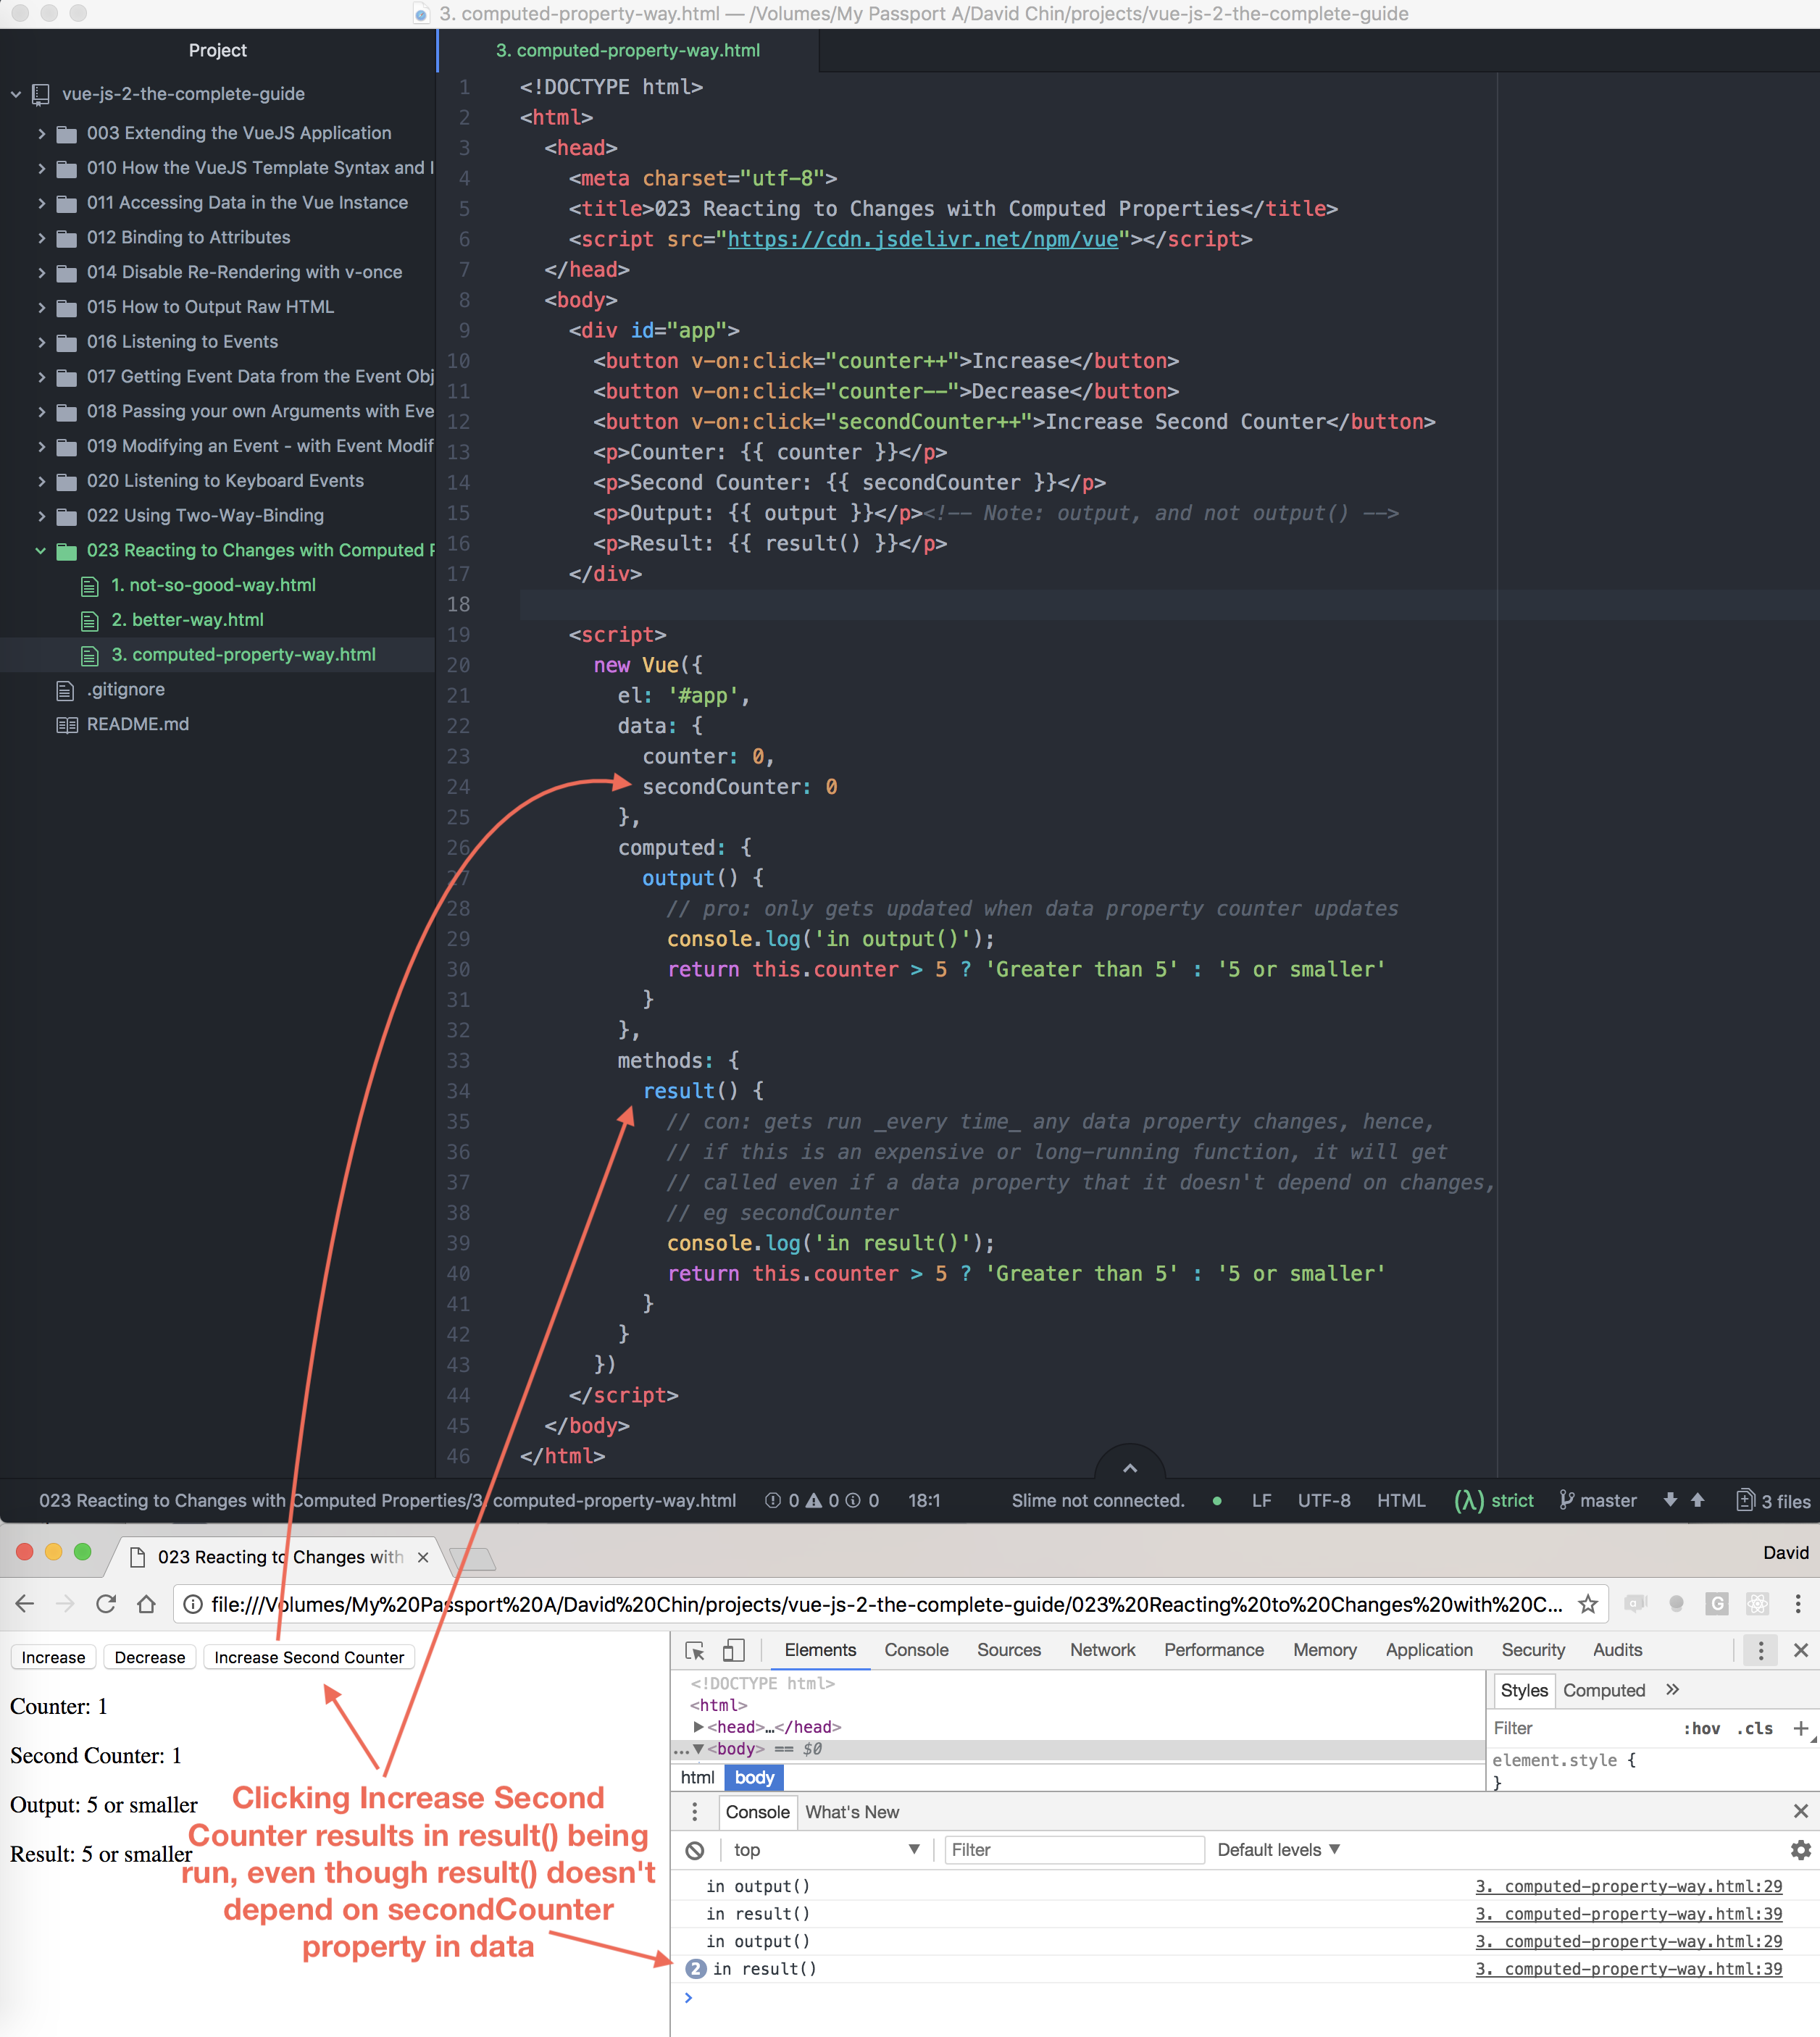 3. computed-property-way.html — /Volumes/My Passport A/David Chin/projects/vue-js-2-the-complete-guide
Project
vue-js-2-the-complete-guide
003 Extending the VueJS Application
010 How the VueJS Template Syntax and I
011 Accessing Data in the Vue Instance
012 Binding to Attributes
014 Disable Re-Rendering with v-once
015 How to Output Raw HTML
016 Listening to Events
017 Getting Event Data from the Event Obj
018 Passing your own Arguments with Eve
019 Modifying an Event - with Event Modif
020 Listening to Keyboard Events
022 Using Two-Way-Binding
023 Reacting to Changes with Computed P
1. not-so-good-way.html
2. better-way.html
3. computed-property-way.html
.gitignore
README.md
3. computed-property-way.html
1 <!DOCTYPE html>
2 <html>
3 <head>
4 <meta charset="utf-8">
5 <title>023 Reacting to Changes with Computed Properties</title>
6 <script src="https://cdn.jsdelivr.net/npm/vue"></script>
7 </head>
8 <body>
9 <div id="app">
10 <button v-on:click="counter++">Increase</button>
11 <button v-on:click="counter--">Decrease</button>
12 <button v-on:click="secondCounter++">Increase Second Counter</button>
13 <p>Counter: {{ counter }}</p>
14 <p>Second Counter: {{ secondCounter }}</p>
15 <p>Output: {{ output }}</p><!-- Note: output, and not output() -->
16 <p>Result: {{ result() }}</p>
17 </div>
18
19 <script>
20 new Vue({
21 el: '#app',
22 data: {
23 counter: 0,
24 secondCounter: 0
25 },
26 computed: {
27 output() {
28 // pro: only gets updated when data property counter updates
29 console.log('in output()');
30 return this.counter > 5 ? 'Greater than 5' : '5 or smaller'
31 }
32 },
33 methods: {
34 result() {
35 // con: gets run _every time_ any data property changes, hence,
36 // if this is an expensive or long-running function, it will get
37 // called even if a data property that it doesn't depend on changes,
38 // eg secondCounter
39 console.log('in result()');
40 return this.counter > 5 ? 'Greater than 5' : '5 or smaller'
41 }
42 }
43 })
44 </script>
45 </body>
46 </html>
023 Reacting to Changes with Computed Properties/3. computed-property-way.html 0 0 0 18:1 Slime not connected. LF UTF-8 HTML (λ) strict master 3 files
023 Reacting to Changes with David
file:///Volumes/My%20Passport%20A/David%20Chin/projects/vue-js-2-the-complete-guide/023%20Reacting%20to%20Changes%20with%20C...
Increase Decrease Increase Second Counter
Counter: 1
Second Counter: 1
Output: 5 or smaller
Result: 5 or smaller
Clicking Increase Second
Counter results in result() being
run, even though result() doesn't
depend on secondCounter
property in data
Elements Console Sources Network Performance Memory Application Security Audits
<!DOCTYPE html>
<html>
<head>…</head>
...<body> == $0
html body
Styles Computed »
Filter :hov .cls +
element.style {
}
Console What's New
top Filter Default levels
in output() 3. computed-property-way.html:29
in result() 3. computed-property-way.html:39
in output() 3. computed-property-way.html:29
2 in result() 3. computed-property-way.html:39
>